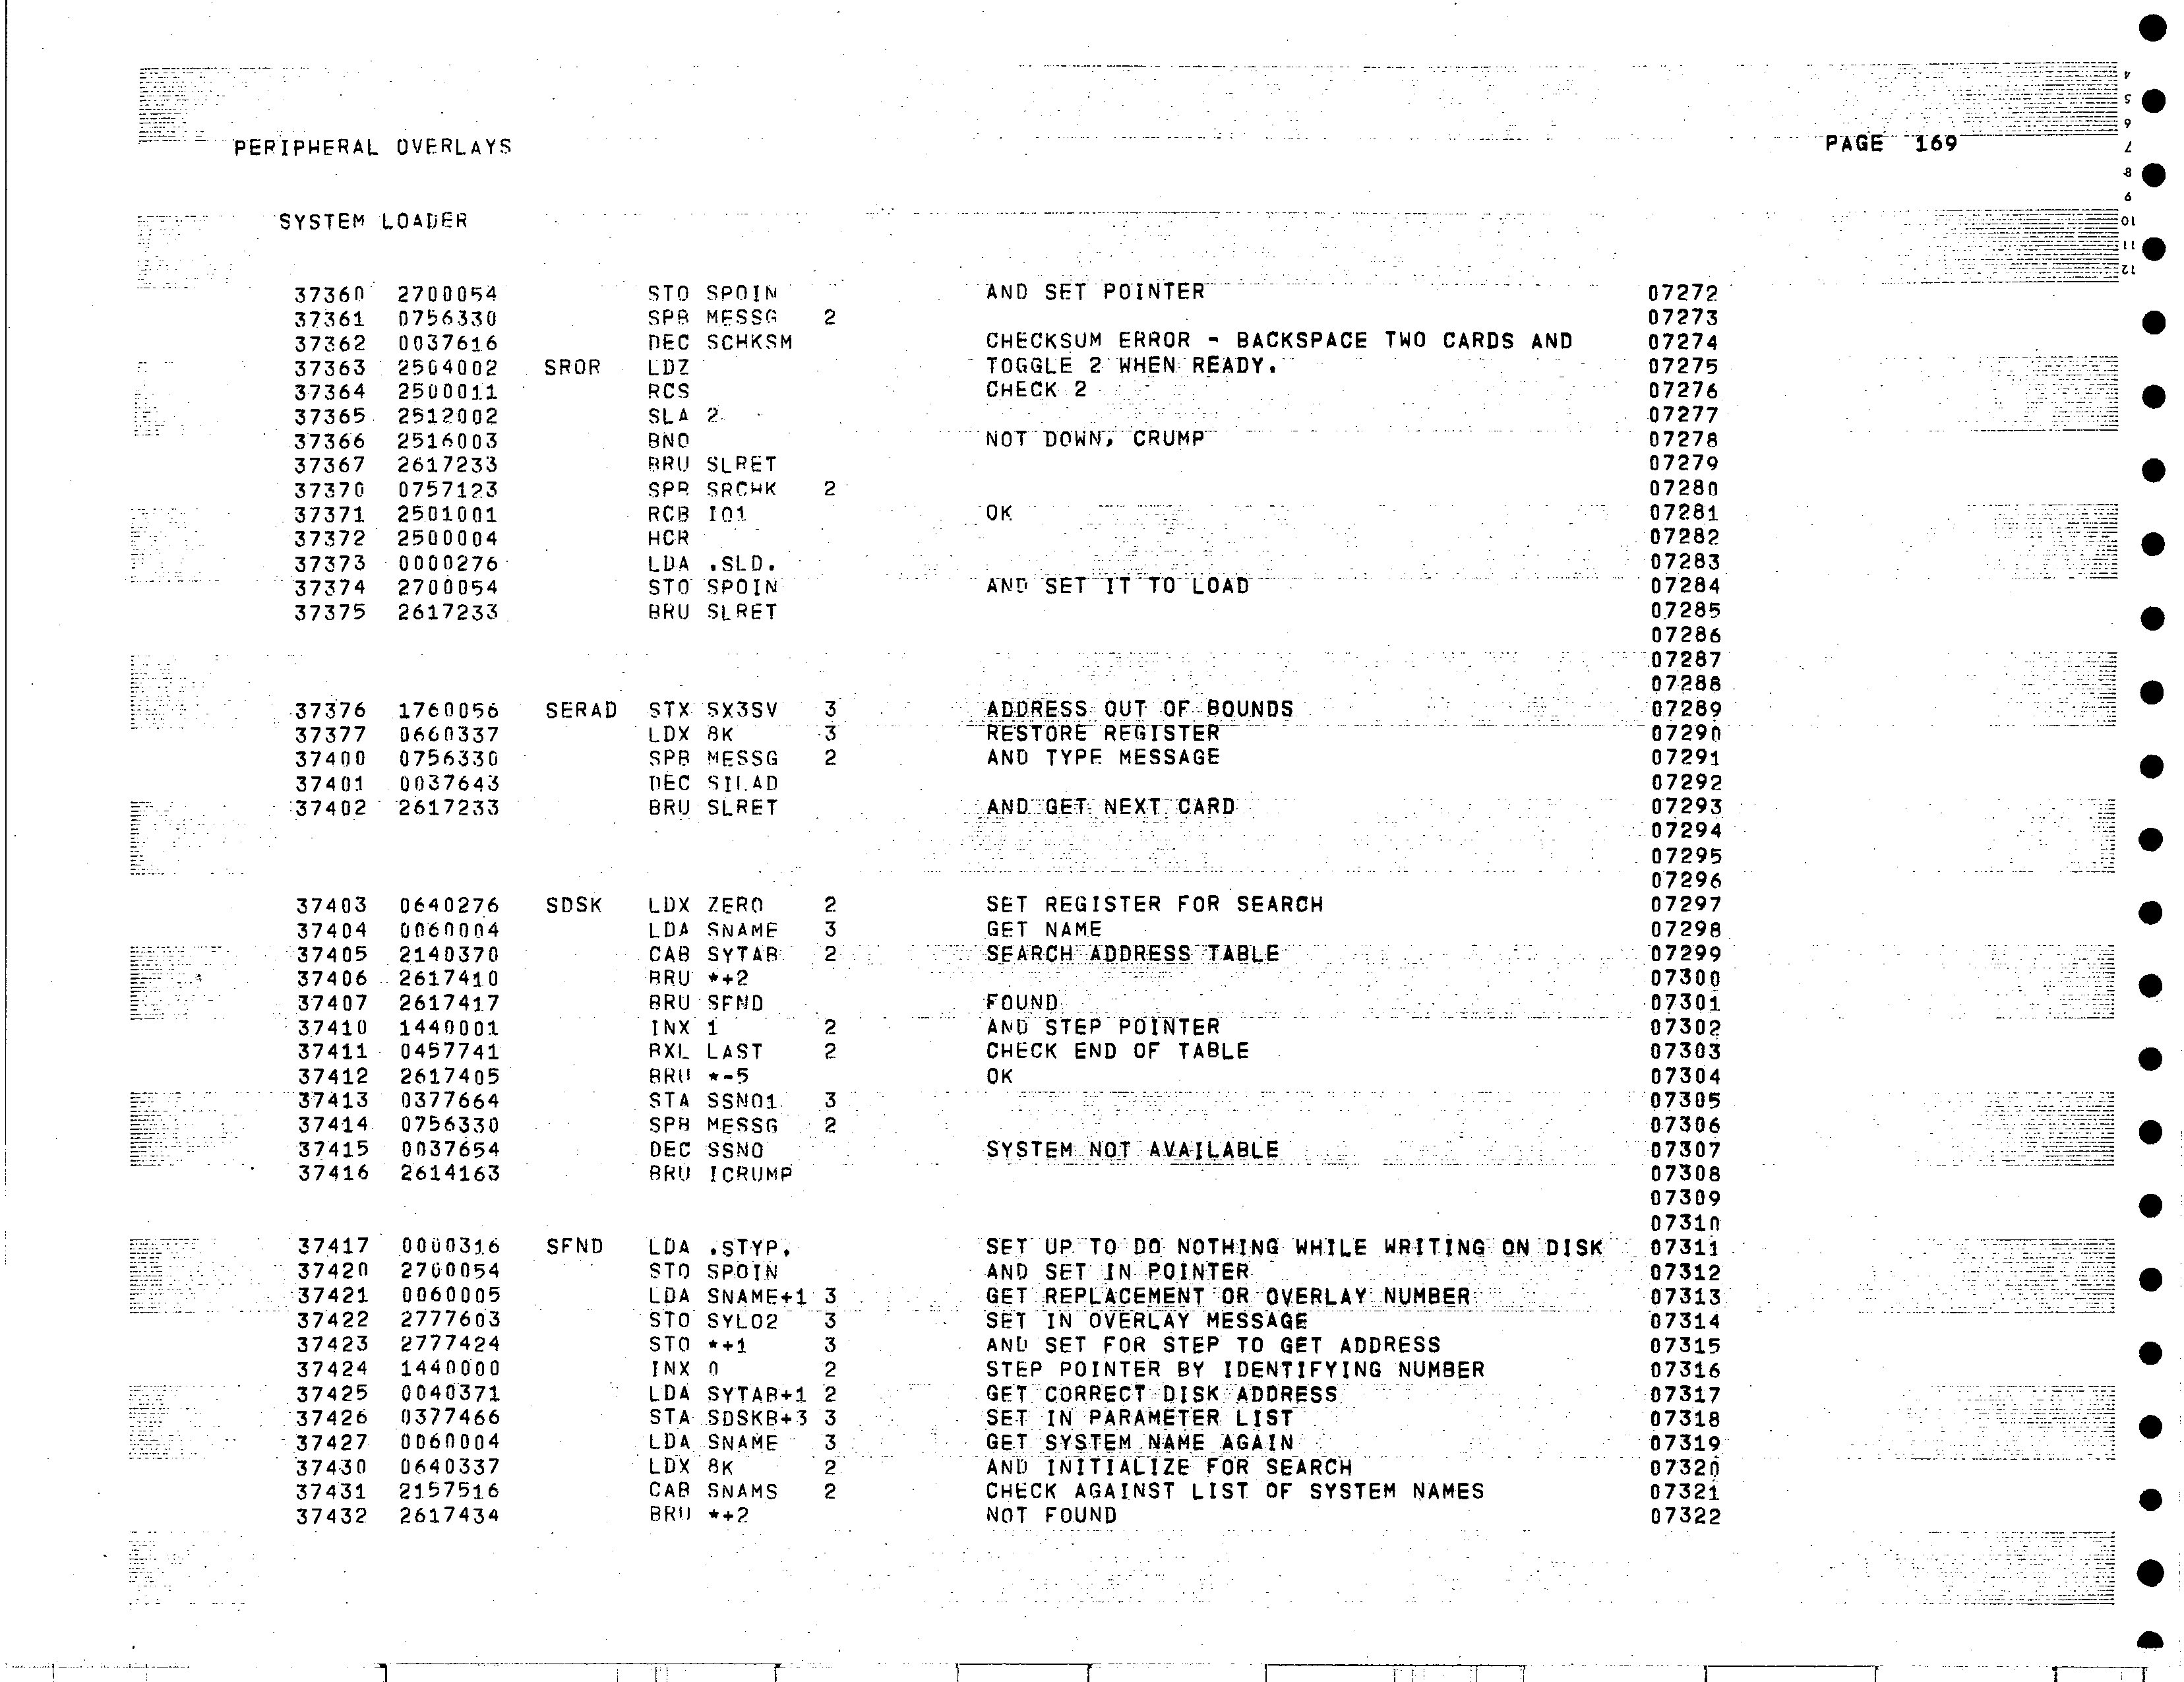 PERIPHERAL OVERLAYS PAGE 169
SYSTEM LOADER
37360 2700054 STO SPOIN AND SET POINTER 07272
37361 0756330 SPB MESSG 2 07273
37362 0037616 DEC SCHKSM CHECKSUM ERROR - BACKSPACE TWO CARDS AND 07274
37363 2504002 SROR LDZ TOGGLE 2 WHEN READY. 07275
37364 2500011 RCS CHECK 2 07276
37365 2512002 SLA 2 07277
37366 2516003 BNO NOT DOWN, CRUMP 07278
37367 2617233 BRU SLRET 07279
37370 0757123 SPB SRCHK 2 07280
37371 2501001 RCB IO1 OK 07281
37372 2500004 HCR 07282
37373 0000276 LDA .SLD. 07283
37374 2700054 STO SPOIN AND SET IT TO LOAD 07284
37375 2617233 BRU SLRET 07285
07286
07287
07288
37376 1760056 SERAD STX SX3SV 3 ADDRESS OUT OF BOUNDS 07289
37377 0660337 LDX 8K 3 RESTORE REGISTER 07290
37400 0756330 SPB MESSG 2 AND TYPE MESSAGE 07291
37401 0037643 DEC SILAD 07292
37402 2617233 BRU SLRET AND GET NEXT CARD 07293
07294
07295
07296
37403 0640276 SDSK LDX ZERO 2 SET REGISTER FOR SEARCH 07297
37404 0060004 LDA SNAME 3 GET NAME 07298
37405 2140370 CAB SYTAB 2 SEARCH ADDRESS TABLE 07299
37406 2617410 BRU *+2 07300
37407 2617417 BRU SFND FOUND 07301
37410 1440001 INX 1 2 AND STEP POINTER 07302
37411 0457741 BXL LAST 2 CHECK END OF TABLE 07303
37412 2617405 BRU *-5 OK 07304
37413 0377664 STA SSNO1 3 07305
37414 0756330 SPB MESSG 2 07306
37415 0037654 DEC SSNO SYSTEM NOT AVAILABLE 07307
37416 2614163 BRU ICRUMP 07308
07309
07310
37417 0000316 SFND LDA .STYP. SET UP TO DO NOTHING WHILE WRITING ON DISK 07311
37420 2700054 STO SPOIN AND SET IN POINTER 07312
37421 0060005 LDA SNAME+1 3 GET REPLACEMENT OR OVERLAY NUMBER 07313
37422 2777603 STO SYLO2 3 SET IN OVERLAY MESSAGE 07314
37423 2777424 STO *+1 3 AND SET FOR STEP TO GET ADDRESS 07315
37424 1440000 INX 0 2 STEP POINTER BY IDENTIFYING NUMBER 07316
37425 0040371 LDA SYTAB+1 2 GET CORRECT DISK ADDRESS 07317
37426 0377466 STA SDSKB+3 3 SET IN PARAMETER LIST 07318
37427 0060004 LDA SNAME 3 GET SYSTEM NAME AGAIN 07319
37430 0640337 LDX 8K 2 AND INITIALIZE FOR SEARCH 07320
37431 2157516 CAB SNAMS 2 CHECK AGAINST LIST OF SYSTEM NAMES 07321
37432 2617434 BRU *+2 NOT FOUND 07322
4
5
6
7
8
9
10
11
12